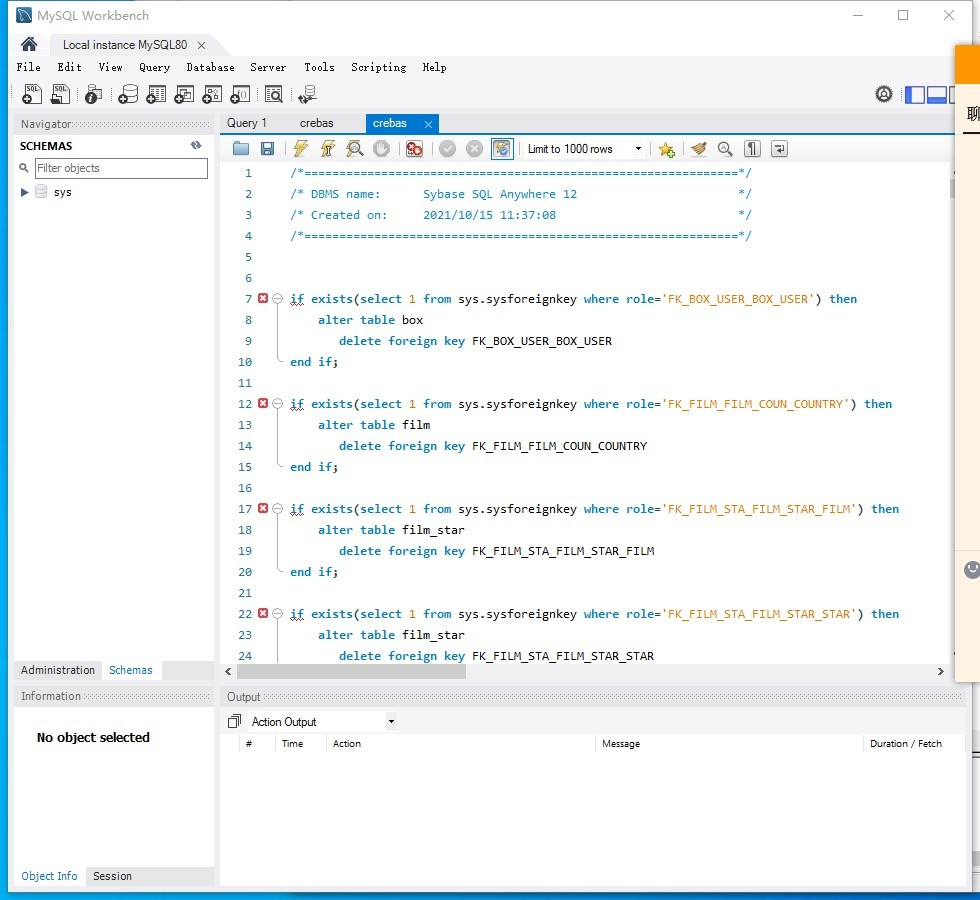 MySQL Workbench
Local instance MySQL80
File Edit View Query Database Server Tools Scripting Help
Navigator
SCHEMAS
Filter objects
sys
Administration Schemas
Information
No object selected
Object Info Session
Query 1 crebas crebas
Limit to 1000 rows
1 /*==============================================================*/
2 /* DBMS name:      Sybase SQL Anywhere 12                       */
3 /* Created on:     2021/10/15 11:37:08                          */
4 /*==============================================================*/
5
6
7 if exists(select 1 from sys.sysforeignkey where role='FK_BOX_USER_BOX_USER') then
8 alter table box
9 delete foreign key FK_BOX_USER_BOX_USER
10 end if;
11
12 if exists(select 1 from sys.sysforeignkey where role='FK_FILM_FILM_COUN_COUNTRY') then
13 alter table film
14 delete foreign key FK_FILM_FILM_COUN_COUNTRY
15 end if;
16
17 if exists(select 1 from sys.sysforeignkey where role='FK_FILM_STA_FILM_STAR_FILM') then
18 alter table film_star
19 delete foreign key FK_FILM_STA_FILM_STAR_FILM
20 end if;
21
22 if exists(select 1 from sys.sysforeignkey where role='FK_FILM_STA_FILM_STAR_STAR') then
23 alter table film_star
24 delete foreign key FK_FILM_STA_FILM_STAR_STAR
Output
Action Output
# Time Action Message Duration / Fetch